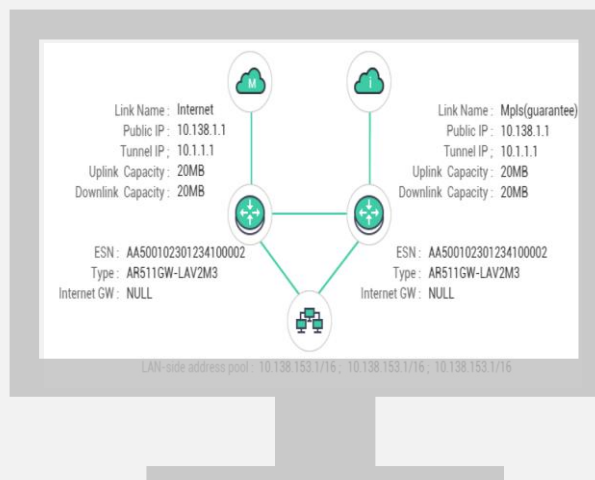 M
i
Link Name : Internet
Public IP : 10.138.1.1
Tunnel IP ; 10.1.1.1
Uplink Capacity : 20MB
Downlink Capacity : 20MB
Link Name : Mpls(guarantee)
Public IP : 10.138.1.1
Tunnel IP ; 10.1.1.1
Uplink Capacity : 20MB
Downlink Capacity : 20MB
ESN : AA500102301234100002
Type : AR511GW-LAV2M3
Internet GW : NULL
ESN : AA500102301234100002
Type : AR511GW-LAV2M3
Internet GW : NULL
LAN-side address pool : 10.138.153.1/16 ; 10.138.153.1/16 ; 10.138.153.1/16